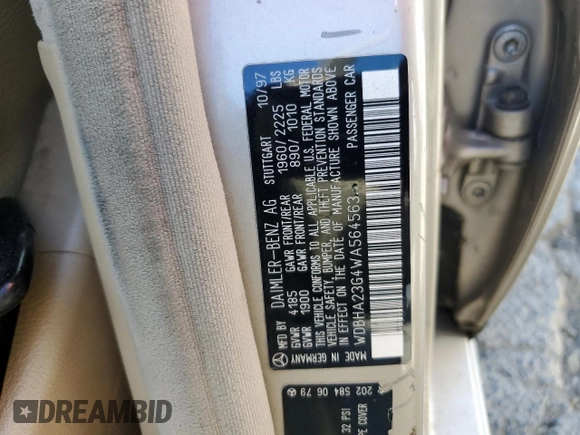 DAIMLER-BENZ AG STUTTGART 10/97
GVWR 4185 GAWR FRONT/REAR 1960/2225 LBS
GVWR 1900 GAWR FRONT/REAR 890/1010 KG
THIS VEHICLE CONFORMS TO ALL APPLICABLE U.S. FEDERAL MOTOR
VEHICLE SAFETY, BUMPER, AND THEFT PREVENTION STANDARDS
IN EFFECT ON THE DATE OF MANUFACTURE SHOWN ABOVE
WDBHA23G4WA564563 PASSENGER CAR
MADE IN GERMANY
202 584 06 79
32 PSI
COVER
DREAMBID